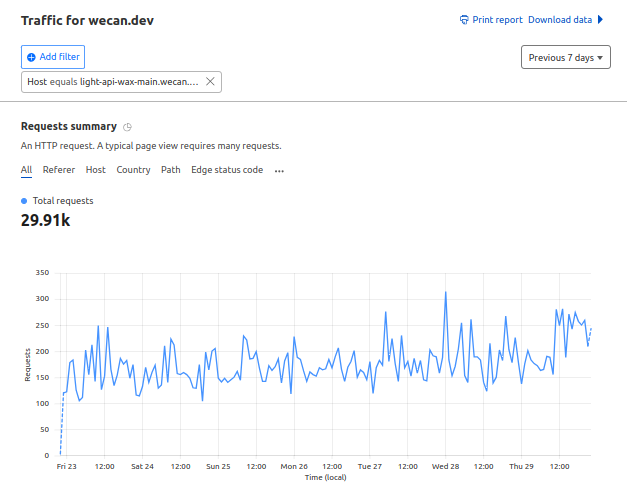 Traffic for wecan.dev
Print report Download data
Add filter
Previous 7 days
Host equals light-api-wax-main.wecan....
Requests summary
An HTTP request. A typical page view requires many requests.
All Referer Host Country Path Edge status code ...
Total requests
29.91k
350
300
250
200
150
100
50
0
Requests
Fri 23 12:00 Sat 24 12:00 Sun 25 12:00 Mon 26 12:00 Tue 27 12:00 Wed 28 12:00 Thu 29 12:00
Time (local)